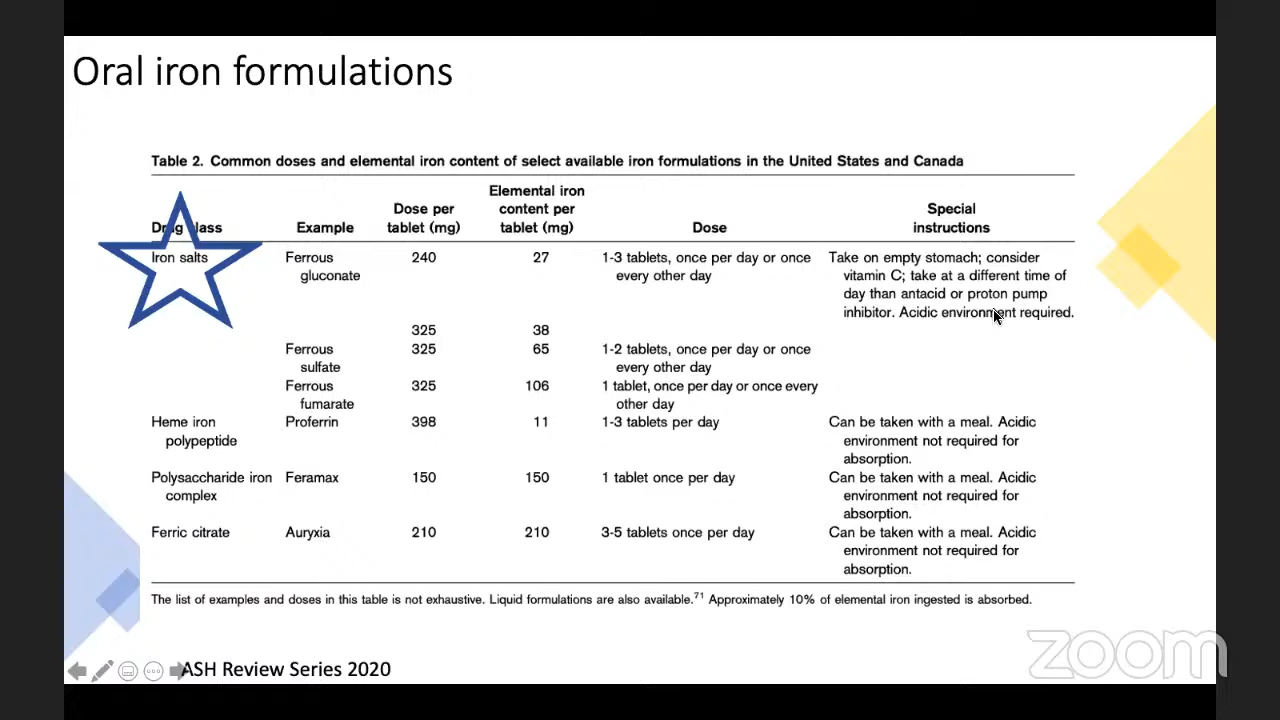 Oral iron formulations
Table 2. Common doses and elemental iron content of select available iron formulations in the United States and Canada
Elemental iron
Dose per content per Special
Drug class Example tablet (mg) tablet (mg) Dose instructions
Iron salts Ferrous 240 27 1-3 tablets, once per day or once Take on empty stomach; consider
gluconate every other day vitamin C; take at a different time of
day than antacid or proton pump
inhibitor. Acidic environment required.
325 38
Ferrous 325 65 1-2 tablets, once per day or once
sulfate every other day
Ferrous 325 106 1 tablet, once per day or once every
fumarate other day
Heme iron Proferrin 398 11 1-3 tablets per day Can be taken with a meal. Acidic
polypeptide environment not required for
absorption.
Polysaccharide iron Feramax 150 150 1 tablet once per day Can be taken with a meal. Acidic
complex environment not required for
absorption.
Ferric citrate Auryxia 210 210 3-5 tablets once per day Can be taken with a meal. Acidic
environment not required for
absorption.
The list of examples and doses in this table is not exhaustive. Liquid formulations are also available.71 Approximately 10% of elemental iron ingested is absorbed.
ASH Review Series 2020
zoom